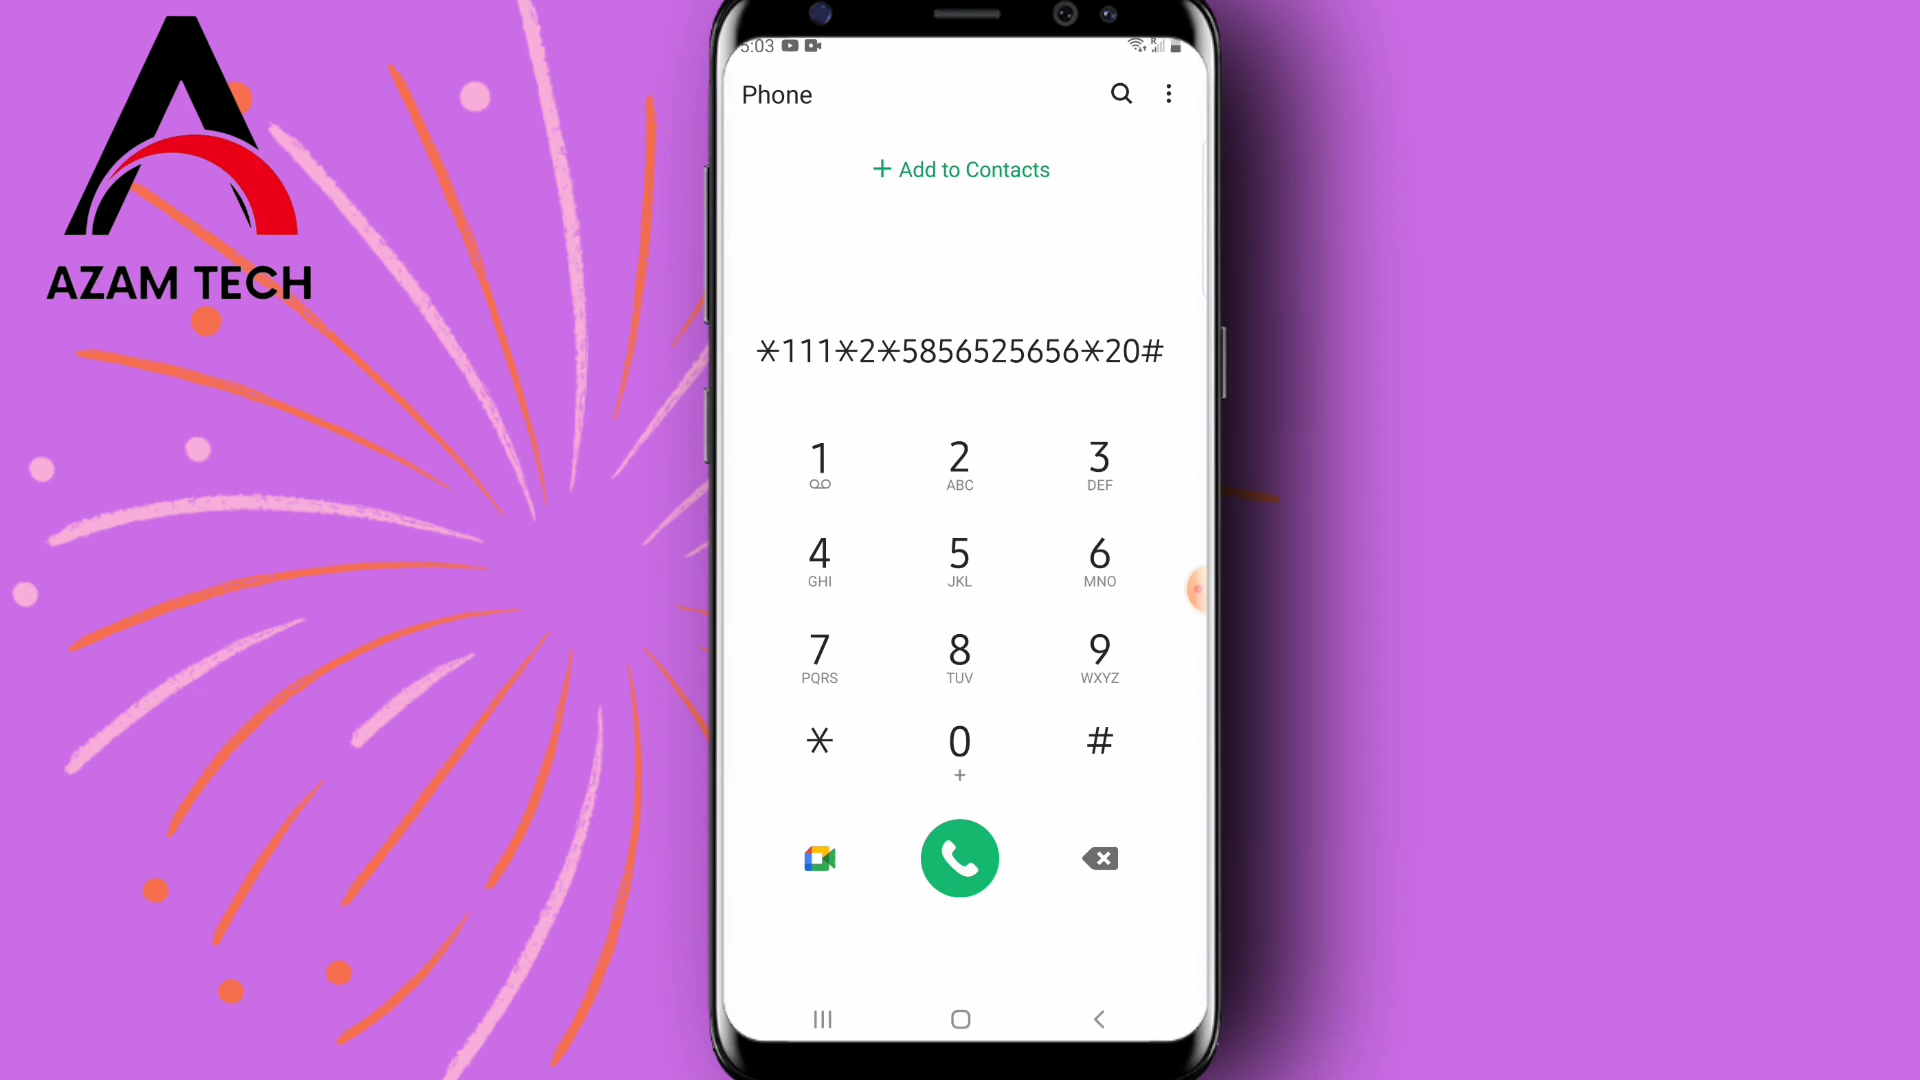 AZAM TECH
5:03
Phone
+ Add to Contacts
*111*2*5856525656*20#
1 2 3
ABC DEF
4 5 6
GHI JKL MNO
7 8 9
PQRS TUV WXYZ
* 0 #
+